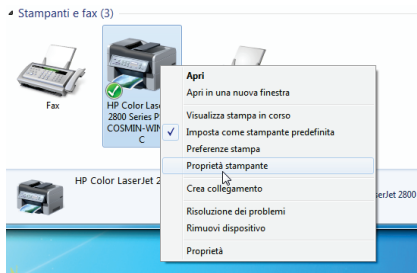 Stampanti e fax (3)
Fax
HP Color Las
2800 Series P
COSMIN-WIN
C
Apri
Apri in una nuova finestra
Visualizza stampa in corso
Imposta come stampante predefinita
Preferenze stampa
Proprietà stampante
Crea collegamento
Risoluzione dei problemi
Rimuovi dispositivo
Proprietà
HP Color LaserJet 2
serJet 2800